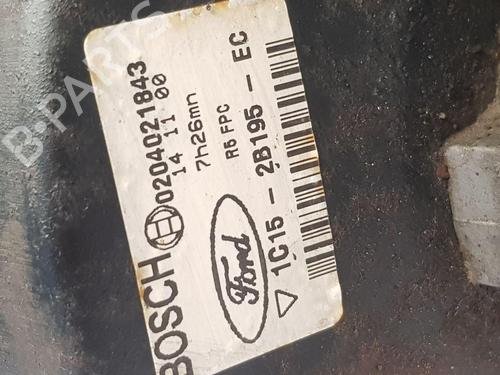 BOSCH 0204021843
14 11 00
7h26mn
R6 FPC
Ford
1C15 - 2B195 - EC
B-PARTS